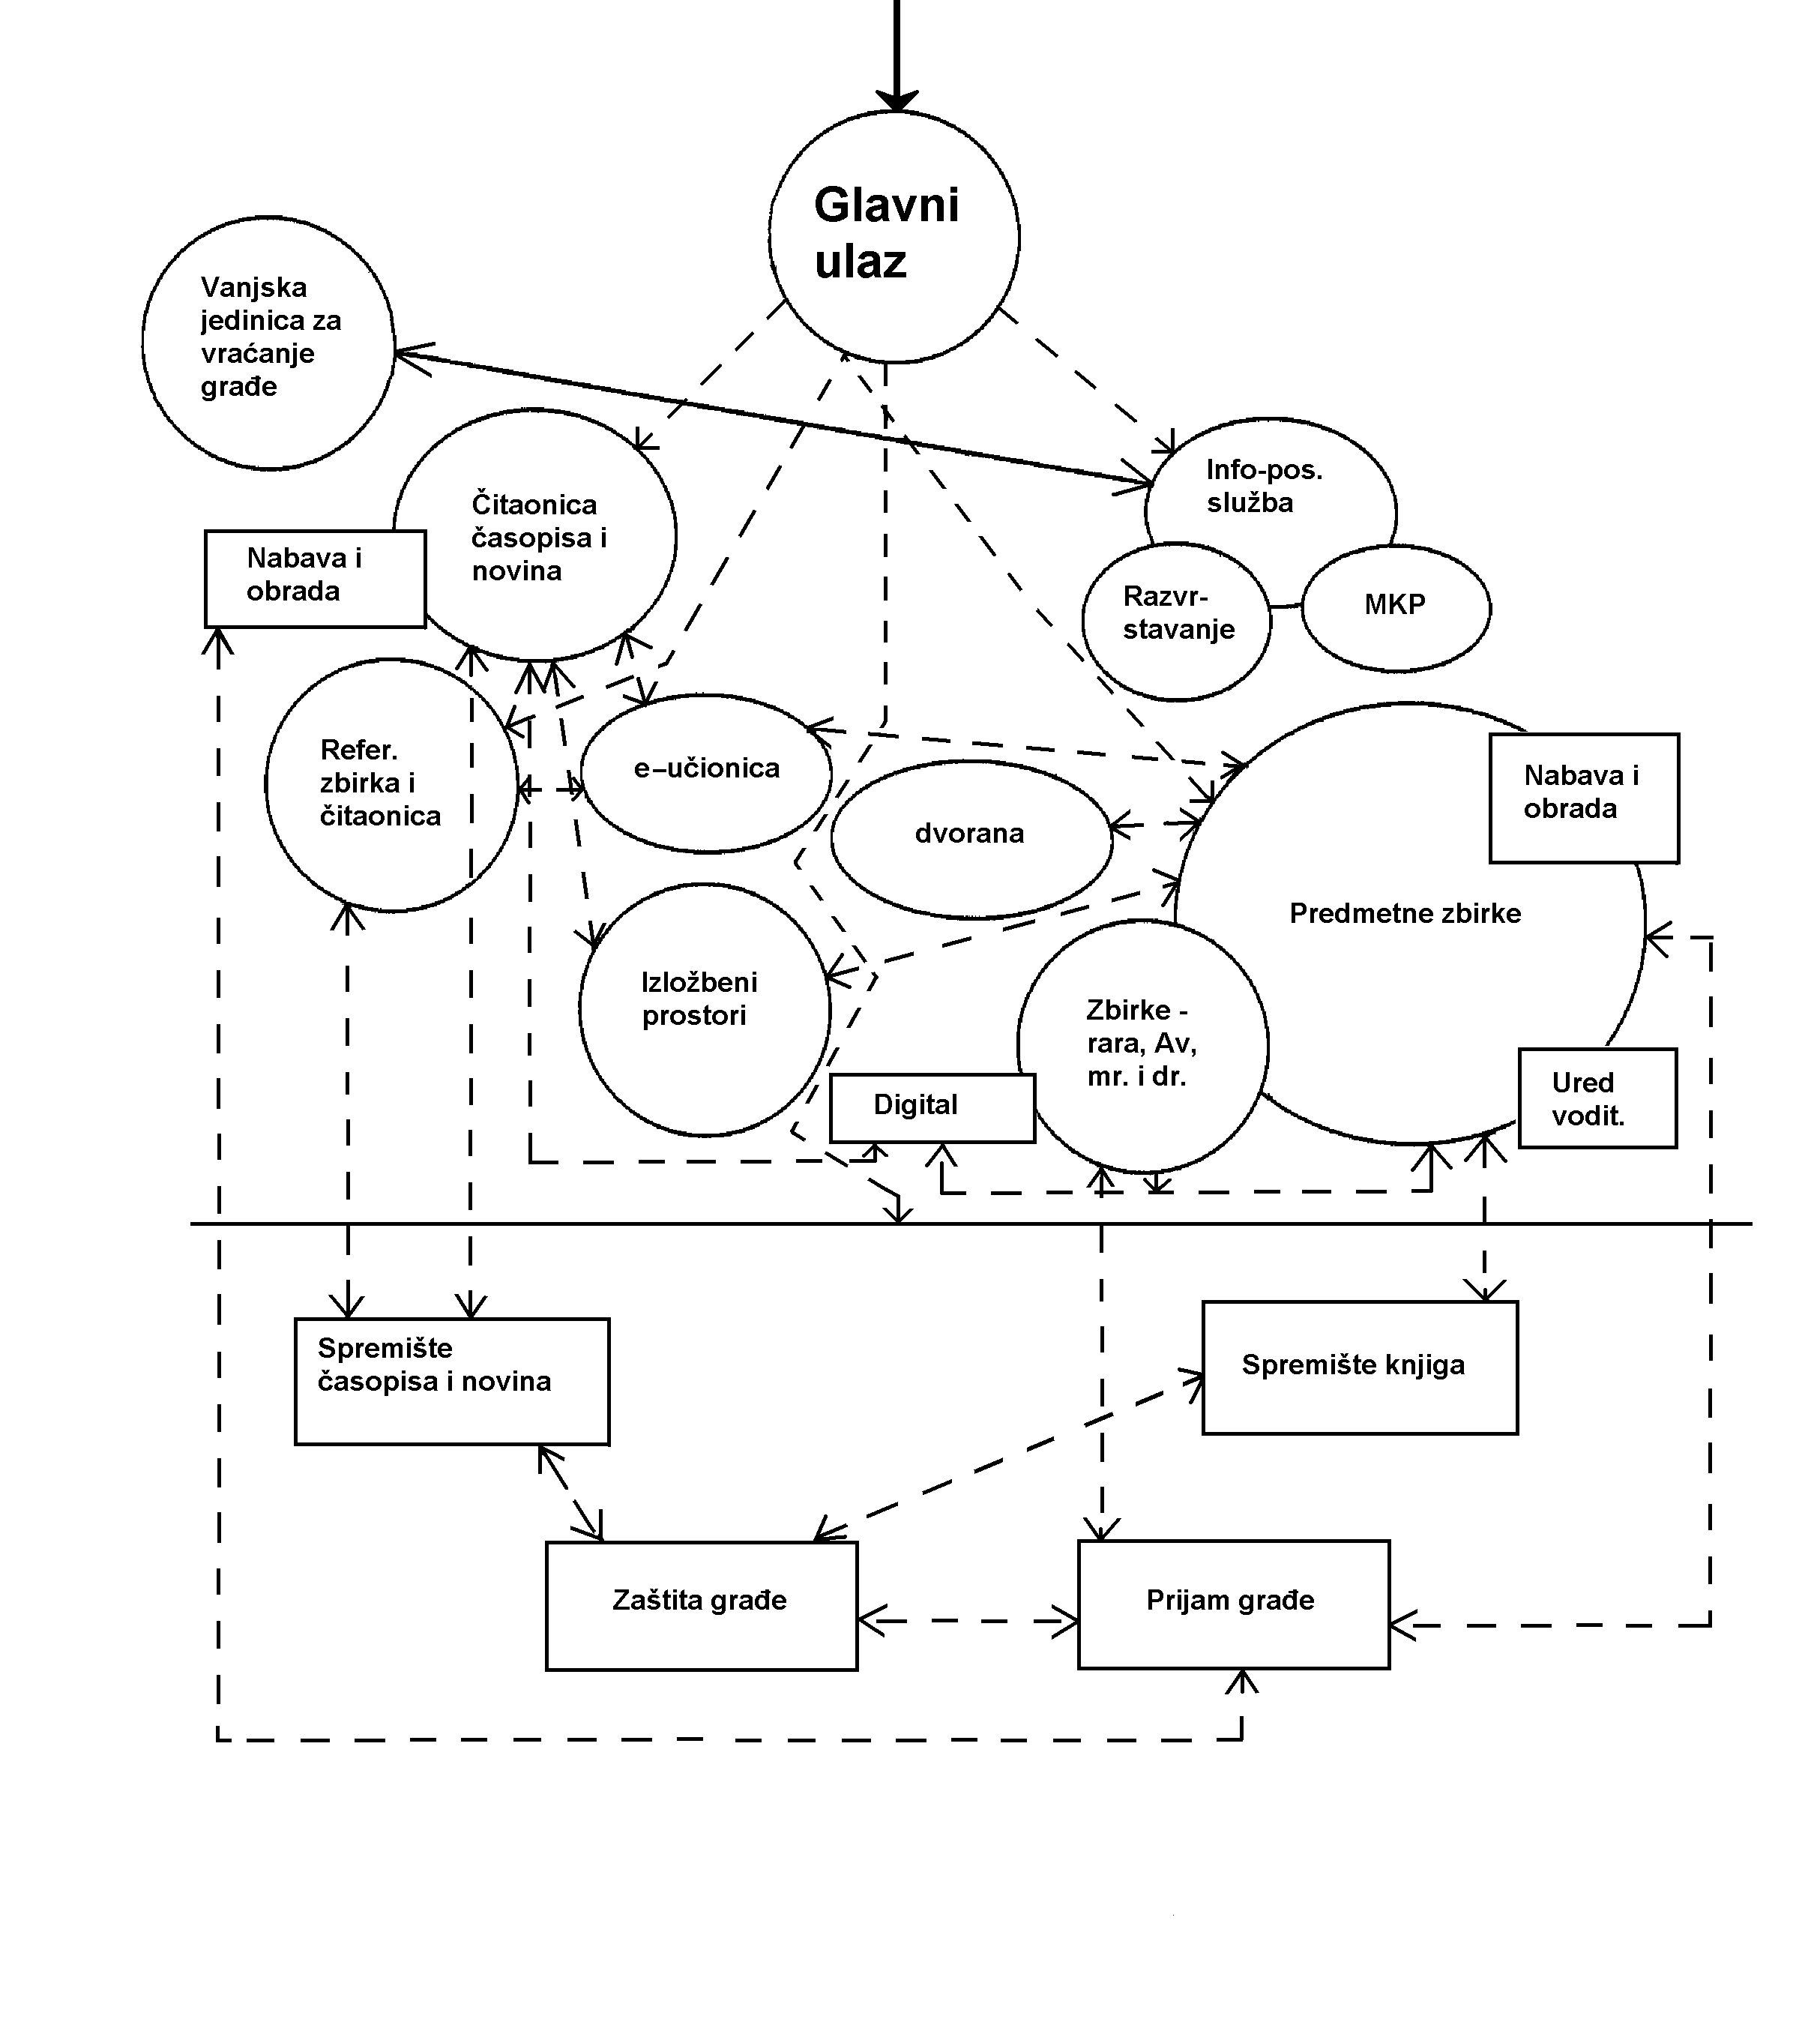 Glavni
ulaz
Vanjska
jedinica za
vraćanje
građe
Info-pos.
služba
Čitaonica
časopisa i
novina
Nabava i
obrada
Razvr-
stavanje
MKP
Refer.
zbirka i
čitaonica
e–učionica
dvorana
Nabava i
obrada
Predmetne zbirke
Izložbeni
prostori
Zbirke -
rara, Av,
mr. i dr.
Digital
Ured
vodit.
Spremište
časopisa i novina
Spremište knjiga
Zaštita građe
Prijam građe